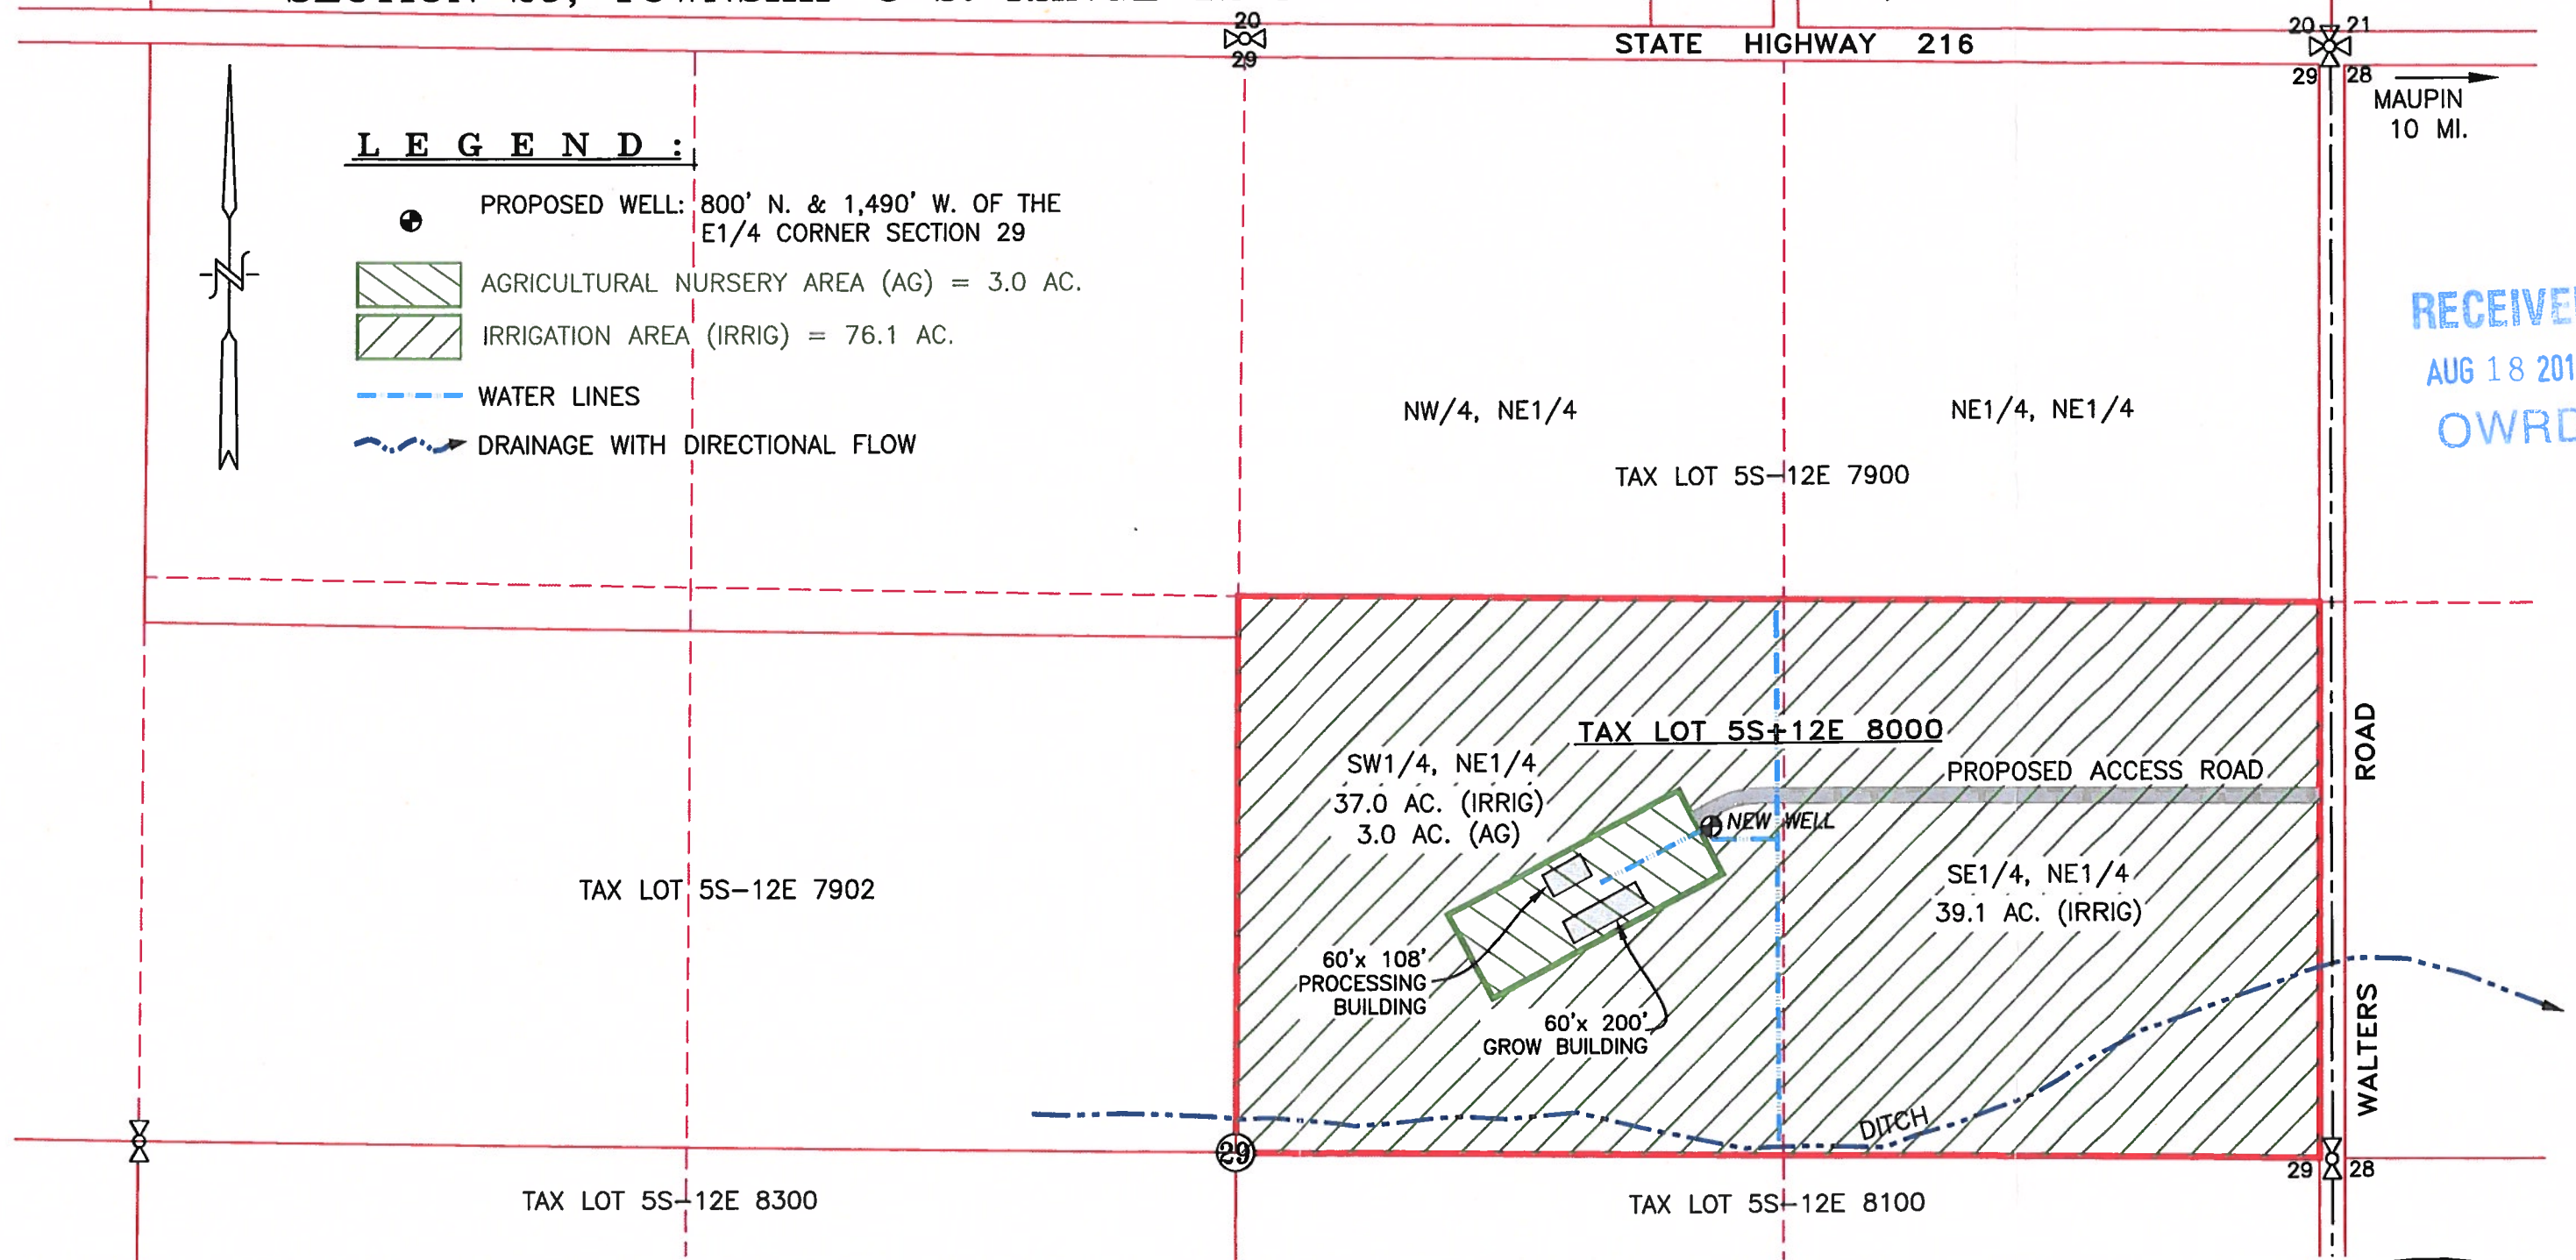 20
29
STATE HIGHWAY 216
20 21
29 28
MAUPIN
10 MI.
LEGEND:
PROPOSED WELL: 800' N. & 1,490' W. OF THE
E1/4 CORNER SECTION 29
AGRICULTURAL NURSERY AREA (AG) = 3.0 AC.
IRRIGATION AREA (IRRIG) = 76.1 AC.
WATER LINES
DRAINAGE WITH DIRECTIONAL FLOW
N
RECEIVE
AUG 18 201
OWRD
NW/4, NE1/4
NE1/4, NE1/4
TAX LOT 5S-12E 7900
TAX LOT 5S-12E 8000
SW1/4, NE1/4
37.0 AC. (IRRIG)
3.0 AC. (AG)
PROPOSED ACCESS ROAD
NEW WELL
SE1/4, NE1/4
39.1 AC. (IRRIG)
TAX LOT 5S-12E 7902
60'x 108'
PROCESSING
BUILDING
60'x 200'
GROW BUILDING
DITCH
WALTERS ROAD
29
29 28
TAX LOT 5S-12E 8300
TAX LOT 5S-12E 8100